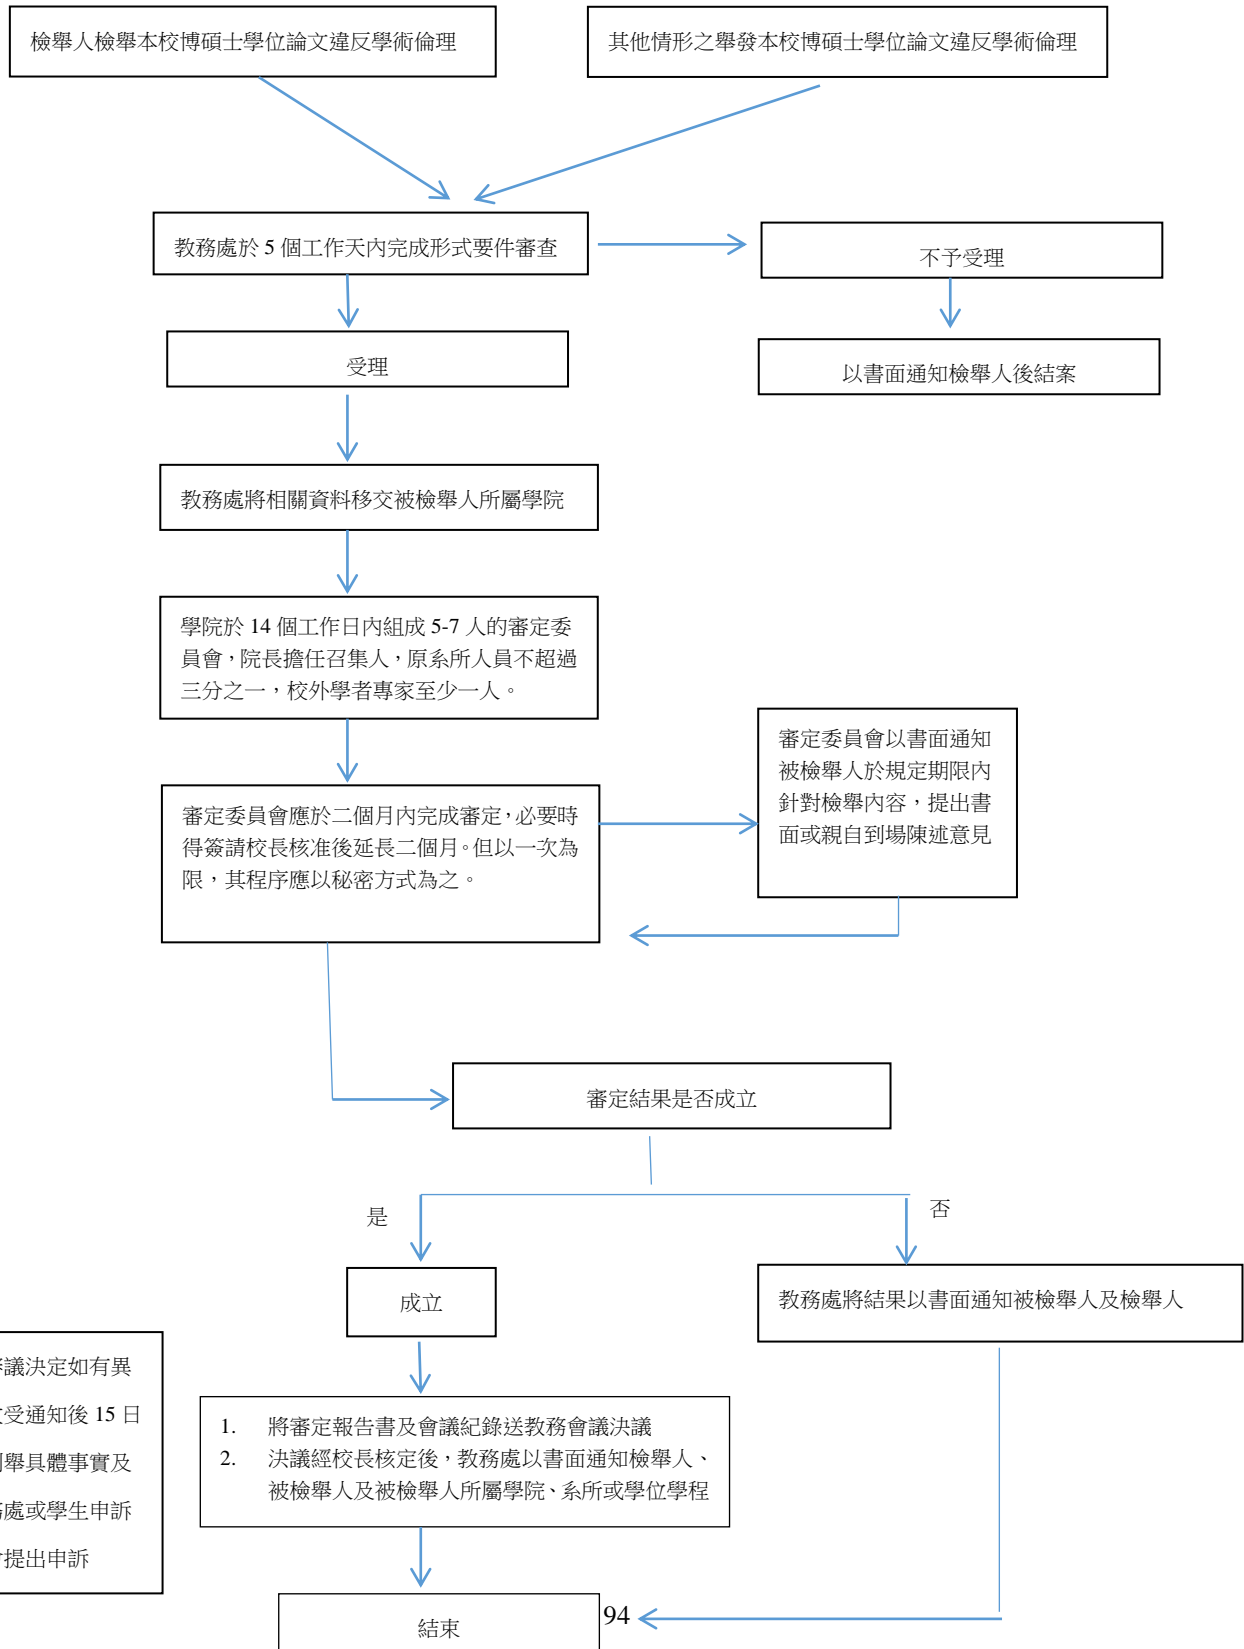 檢舉人檢舉本校博碩士學位論文違反學術倫理
其他情形之舉發本校博碩士學位論文違反學術倫理
教務處於 5 個工作天內完成形式要件審查
不予受理
受理
以書面通知檢舉人後結案
教務處將相關資料移交被檢舉人所屬學院
學院於 14 個工作日內組成 5-7 人的審定委
員會，院長擔任召集人，原系所人員不超過
三分之一，校外學者專家至少一人。
審定委員會以書面通知
被檢舉人於規定期限內
針對檢舉內容，提出書
面或親自到場陳述意見
審定委員會應於二個月內完成審定，必要時
得簽請校長核准後延長二個月。但以一次為
限，其程序應以秘密方式為之。
審定結果是否成立
是
否
成立
教務處將結果以書面通知被檢舉人及檢舉人
議決定如有異
受通知後 15 日
舉具體事實及
處或學生申訴
提出申訴
1. 將審定報告書及會議紀錄送教務會議決議
2. 決議經校長核定後，教務處以書面通知檢舉人、
被檢舉人及被檢舉人所屬學院、系所或學位學程
結束
94